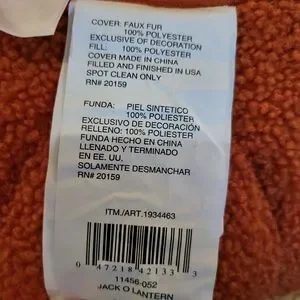 COVER: FAUX FUR
100% POLYESTER
EXCLUSIVE OF DECORATION
FILL: 100% POLYESTER
COVER MADE IN CHINA
FILLED AND FINISHED IN USA
SPOT CLEAN ONLY
RN# 20159
FUNDA: PIEL SINTETICO
100% POLIESTER
EXCLUSIVO DE DECORACIÓN
RELLENO: 100% POLIESTER
FUNDA HECHO EN CHINA
LLENADO Y TERMINADO
EN EE. UU.
SOLAMENTE DESMANCHAR
RN# 20159
ITM./ART.1934463
0 47218 42133 3
11456-052
JACK O LANTERN